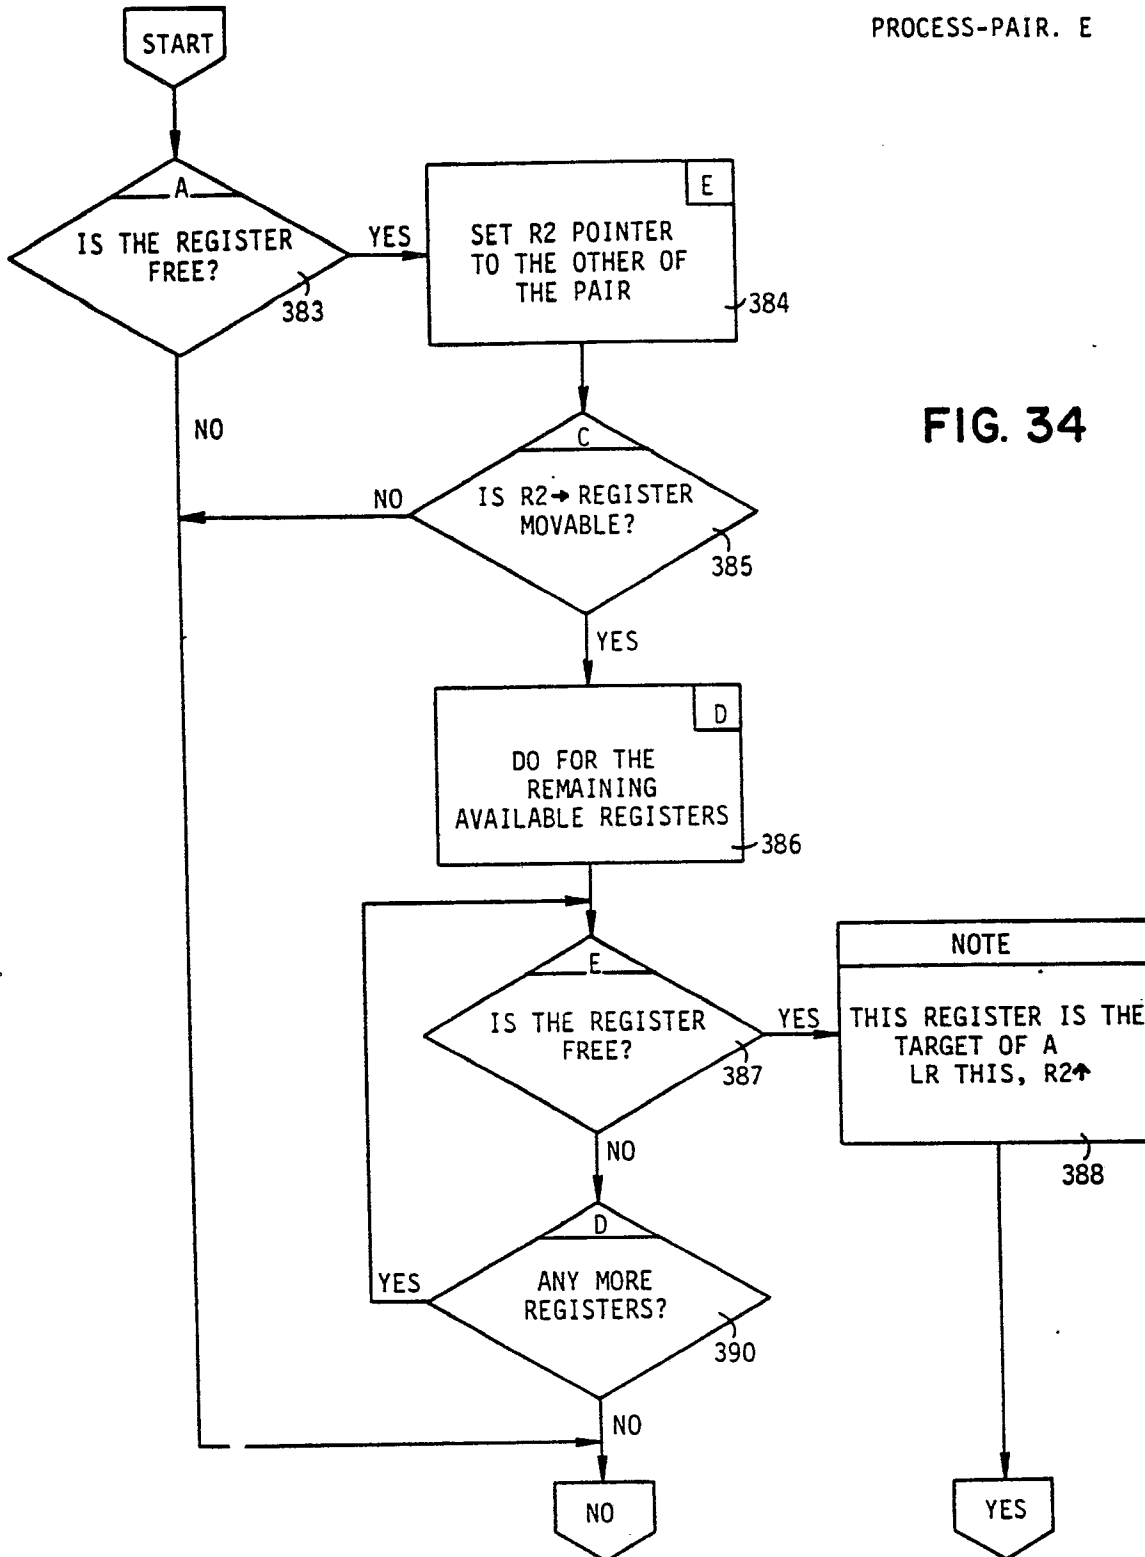 PROCESS-PAIR. E
START
A
IS THE REGISTER
FREE?
383
YES
E
SET R2 POINTER
TO THE OTHER OF
THE PAIR
384
NO
FIG. 34
C
IS R2→ REGISTER
MOVABLE?
385
NO
YES
D
DO FOR THE
REMAINING
AVAILABLE REGISTERS
386
E
IS THE REGISTER
FREE?
387
YES
NOTE
THIS REGISTER IS THE
TARGET OF A
LR THIS, R2↑
388
NO
D
ANY MORE
REGISTERS?
390
YES
NO
NO
YES